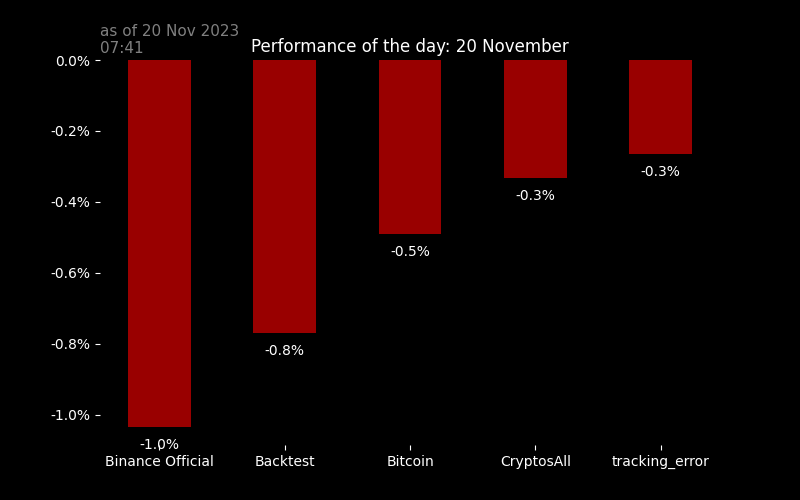 as of 20 Nov 2023
07:41
Performance of the day: 20 November
0.0%
-0.2%
-0.4%
-0.6%
-0.8%
-1.0%
-1.0%
-0.8%
-0.5%
-0.3%
-0.3%
Binance Official
Backtest
Bitcoin
CryptosAll
tracking_error